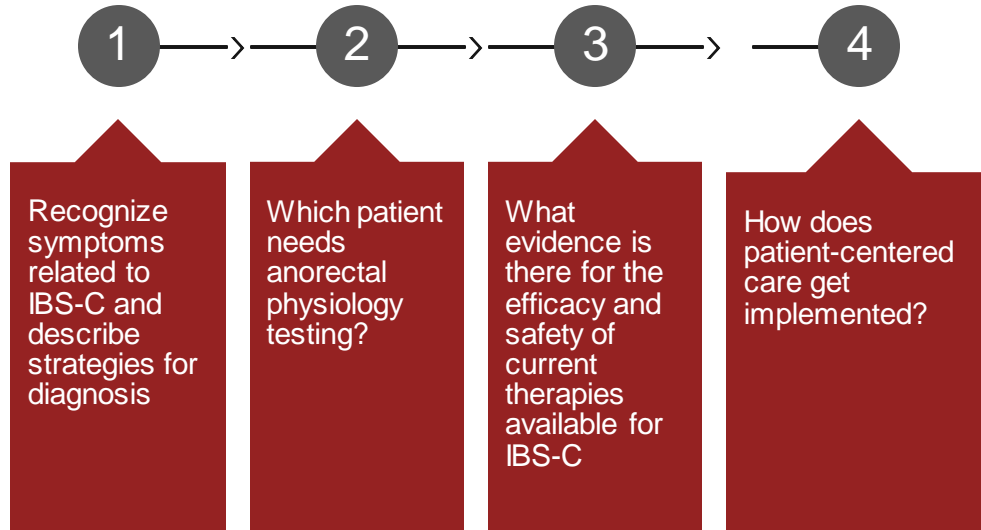 1
2
3
4
Recognize
symptoms
related to
IBS-C and
describe
strategies for
diagnosis
Which patient
needs
anorectal
physiology
testing?
What
evidence is
there for the
efficacy and
safety of
current
therapies
available for
IBS-C
How does
patient-centered
care get
implemented?